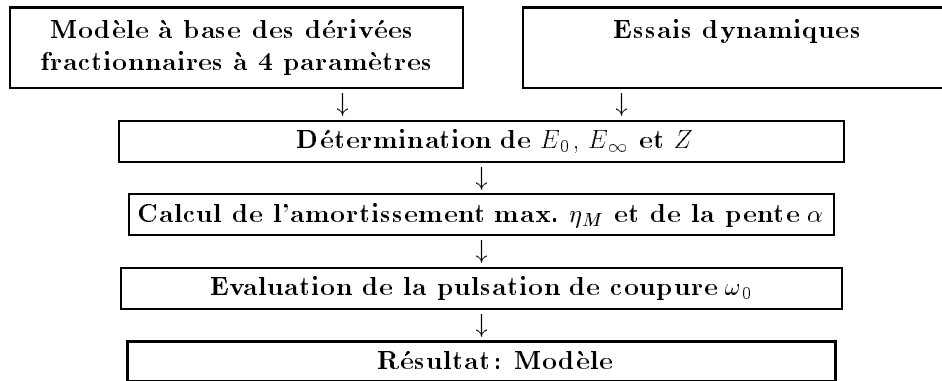 Modèle à base des dérivées
fractionnaires à 4 paramètres
Essais dynamiques
↓ ↓
Détermination de E₀, E∞ et Z
↓
Calcul de l'amortissement max. η_M et de la pente α
↓
Evaluation de la pulsation de coupure ω₀
↓
Résultat: Modèle